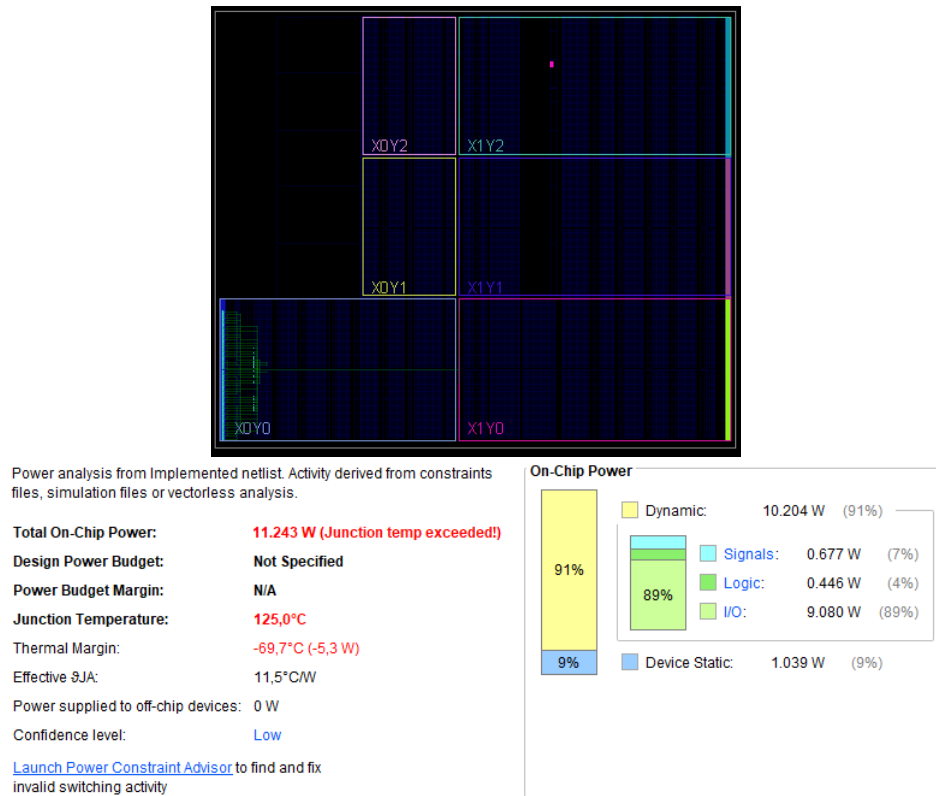 X0Y2
X1Y2
X0Y1
X1Y1
X0Y0
X1Y0
Power analysis from Implemented netlist. Activity derived from constraints
files, simulation files or vectorless analysis.
Total On-Chip Power: 11.243 W (Junction temp exceeded!)
Design Power Budget: Not Specified
Power Budget Margin: N/A
Junction Temperature: 125,0°C
Thermal Margin: -69,7°C (-5,3 W)
Effective ϑJA: 11,5°C/W
Power supplied to off-chip devices: 0 W
Confidence level: Low
Launch Power Constraint Advisor to find and fix
invalid switching activity
On-Chip Power
91%
9%
Dynamic: 10.204 W (91%)
89%
Signals: 0.677 W (7%)
Logic: 0.446 W (4%)
I/O: 9.080 W (89%)
Device Static: 1.039 W (9%)